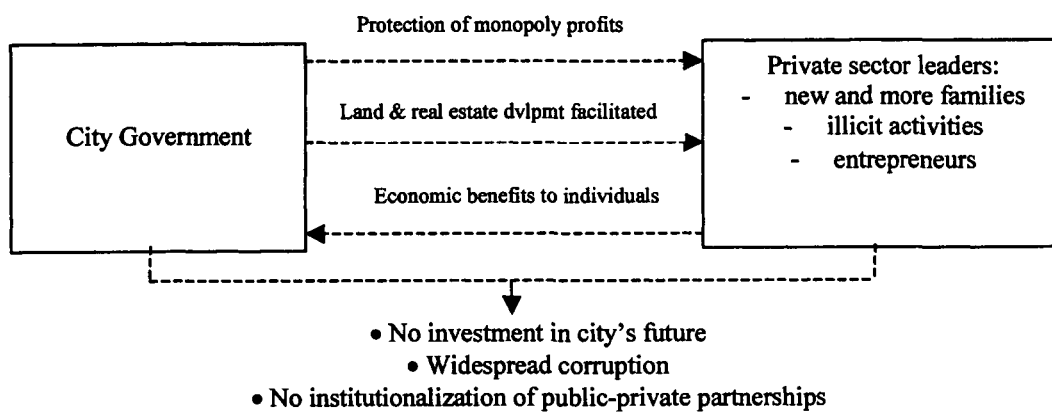 Protection of monopoly profits
City Government
Land & real estate dvlpmt facilitated
Economic benefits to individuals
Private sector leaders:
- new and more families
- illicit activities
- entrepreneurs
• No investment in city's future
• Widespread corruption
• No institutionalization of public-private partnerships